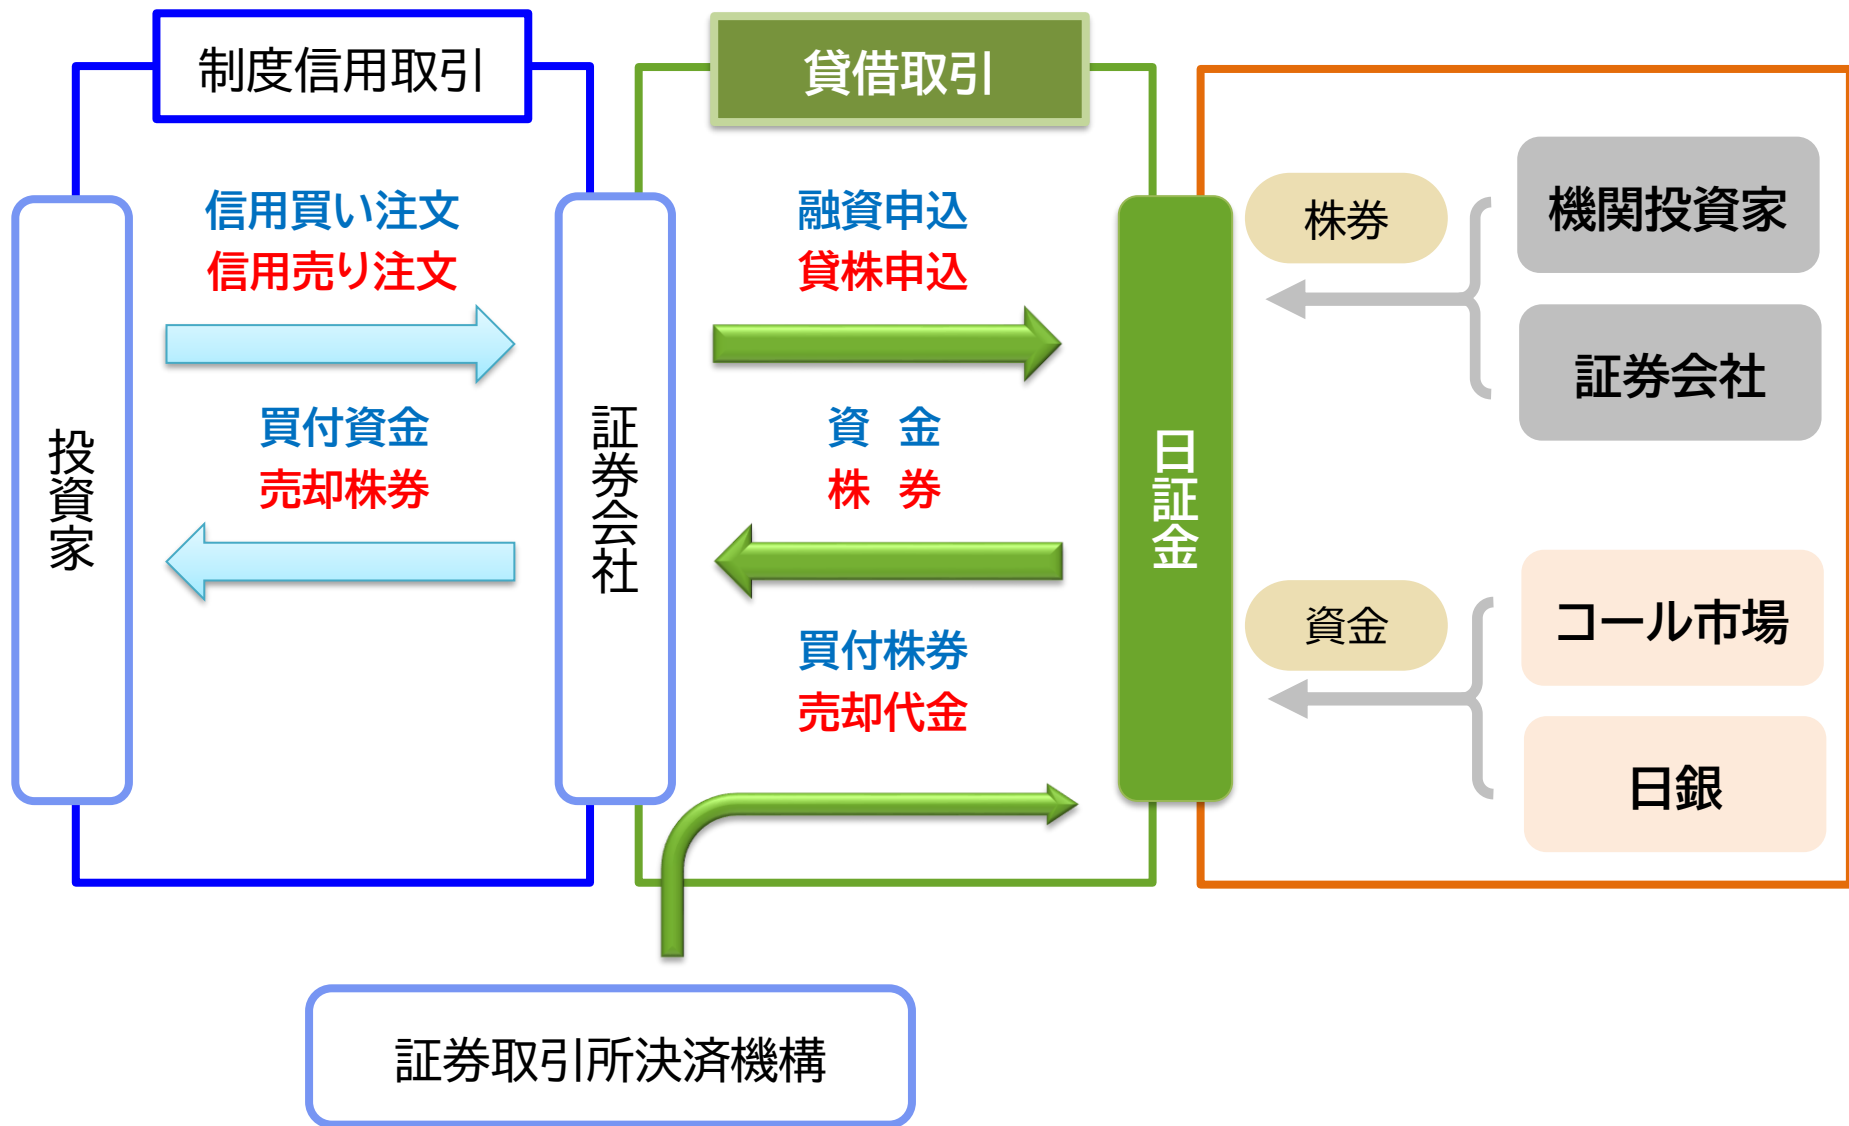 制度信用取引
貸借取引
信用買い注文
信用売り注文
融資申込
貸株申込
株券
機関投資家
証券会社
投資家
買付資金
売却株券
証券会社
資 金
株 券
日証金
買付株券
売却代金
資金
コール市場
日銀
証券取引所決済機構